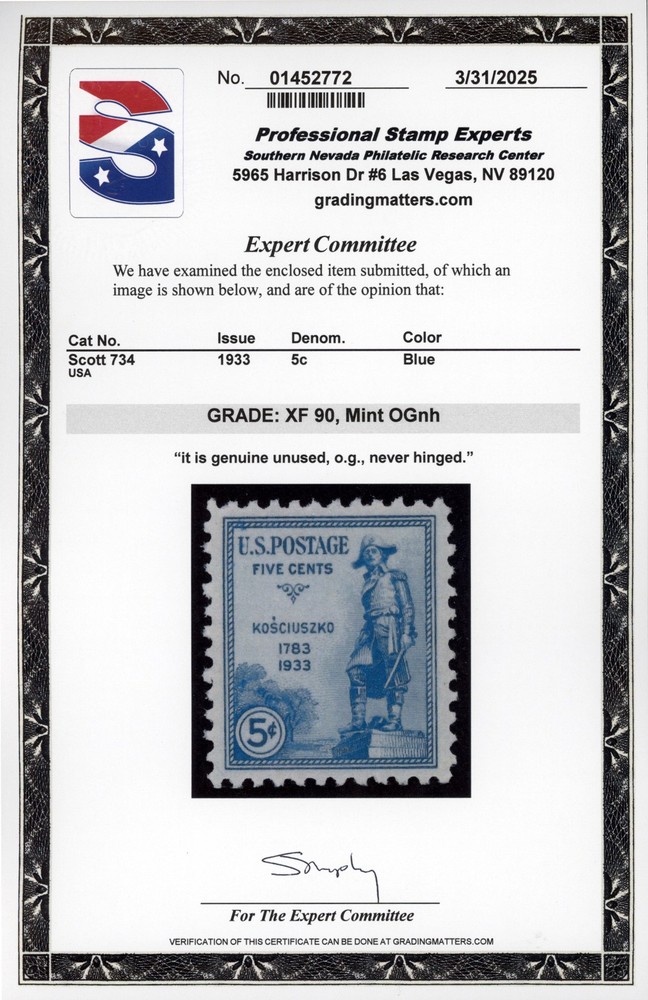 No. 01452772 3/31/2025
Professional Stamp Experts
Southern Nevada Philatelic Research Center
5965 Harrison Dr #6 Las Vegas, NV 89120
gradingmatters.com
Expert Committee
We have examined the enclosed item submitted, of which an
image is shown below, and are of the opinion that:
Cat No. Issue Denom. Color
Scott 734 1933 5c Blue
USA
GRADE: XF 90, Mint OGnh
“it is genuine unused, o.g., never hinged.”
U.S.POSTAGE
FIVE CENTS
KOŚCIUSZKO
1783
1933
5¢
For The Expert Committee
VERIFICATION OF THIS CERTIFICATE CAN BE DONE AT GRADINGMATTERS.COM